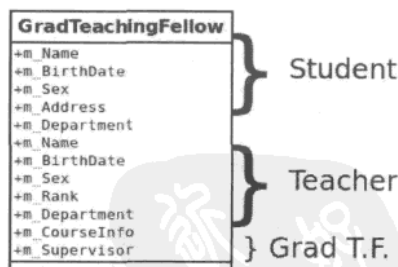 GradTeachingFellow
+m_Name
+m_BirthDate
+m_Sex
+m_Address
+m_Department
+m_Name
+m_BirthDate
+m_Sex
+m_Rank
+m_Department
+m_CourseInfo
+m_Supervisor
} Student
} Teacher
} Grad T.F.